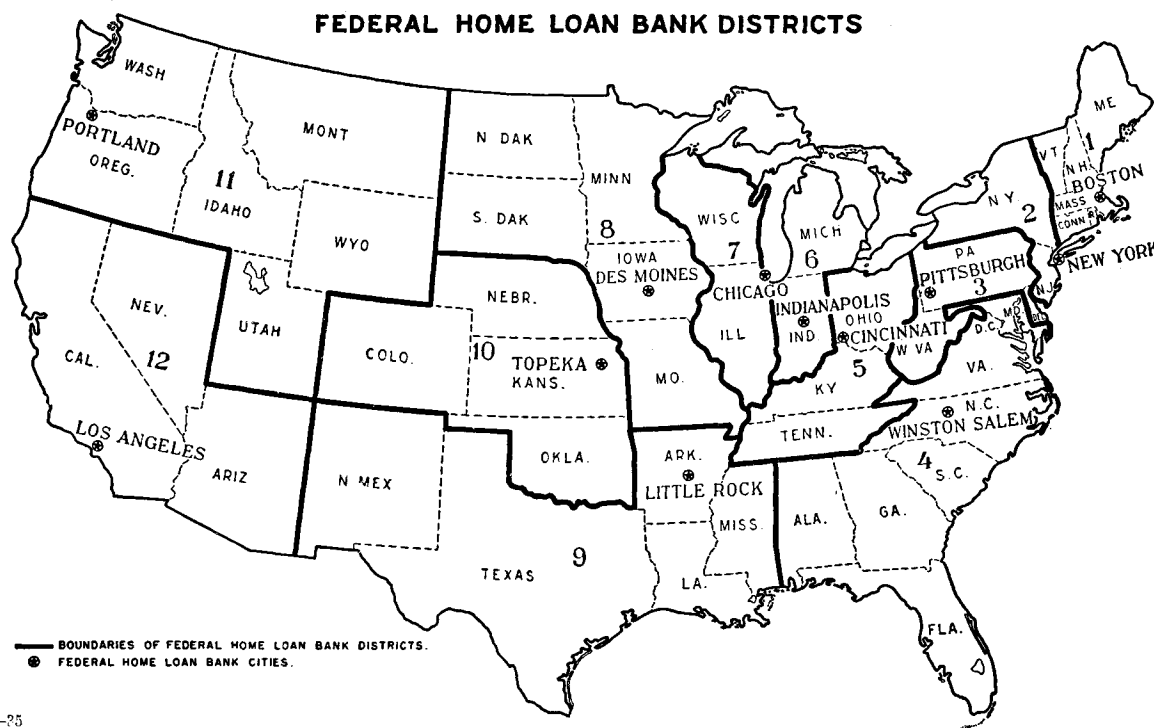 FEDERAL HOME LOAN BANK DISTRICTS
WASH
PORTLAND
OREG.
MONT
11
IDAHO
WYO
N DAK
S. DAK
MINN
8
IOWA
DES MOINES
WISC
7
CHICAGO
MICH
6
INDIANAPOLIS
IND.
OHIO
CINCINNATI
ILL
ME
VT
NH
1
BOSTON
MASS
CONN
R.I.
N.Y.
2
NEW YORK
PA
PITTSBURGH
3
N.J.
DEL
MD.
D.C.
W VA
VA.
5
KY
TENN.
N.C.
WINSTON SALEM
4
S.C.
NEV.
12
CAL.
LOS ANGELES
UTAH
ARIZ
COLO.
N MEX
NEBR.
10
TOPEKA
KANS.
MO.
OKLA.
ARK.
LITTLE ROCK
MISS.
ALA.
GA.
TEXAS
9
LA.
FLA.
BOUNDARIES OF FEDERAL HOME LOAN BANK DISTRICTS.
FEDERAL HOME LOAN BANK CITIES.
-35